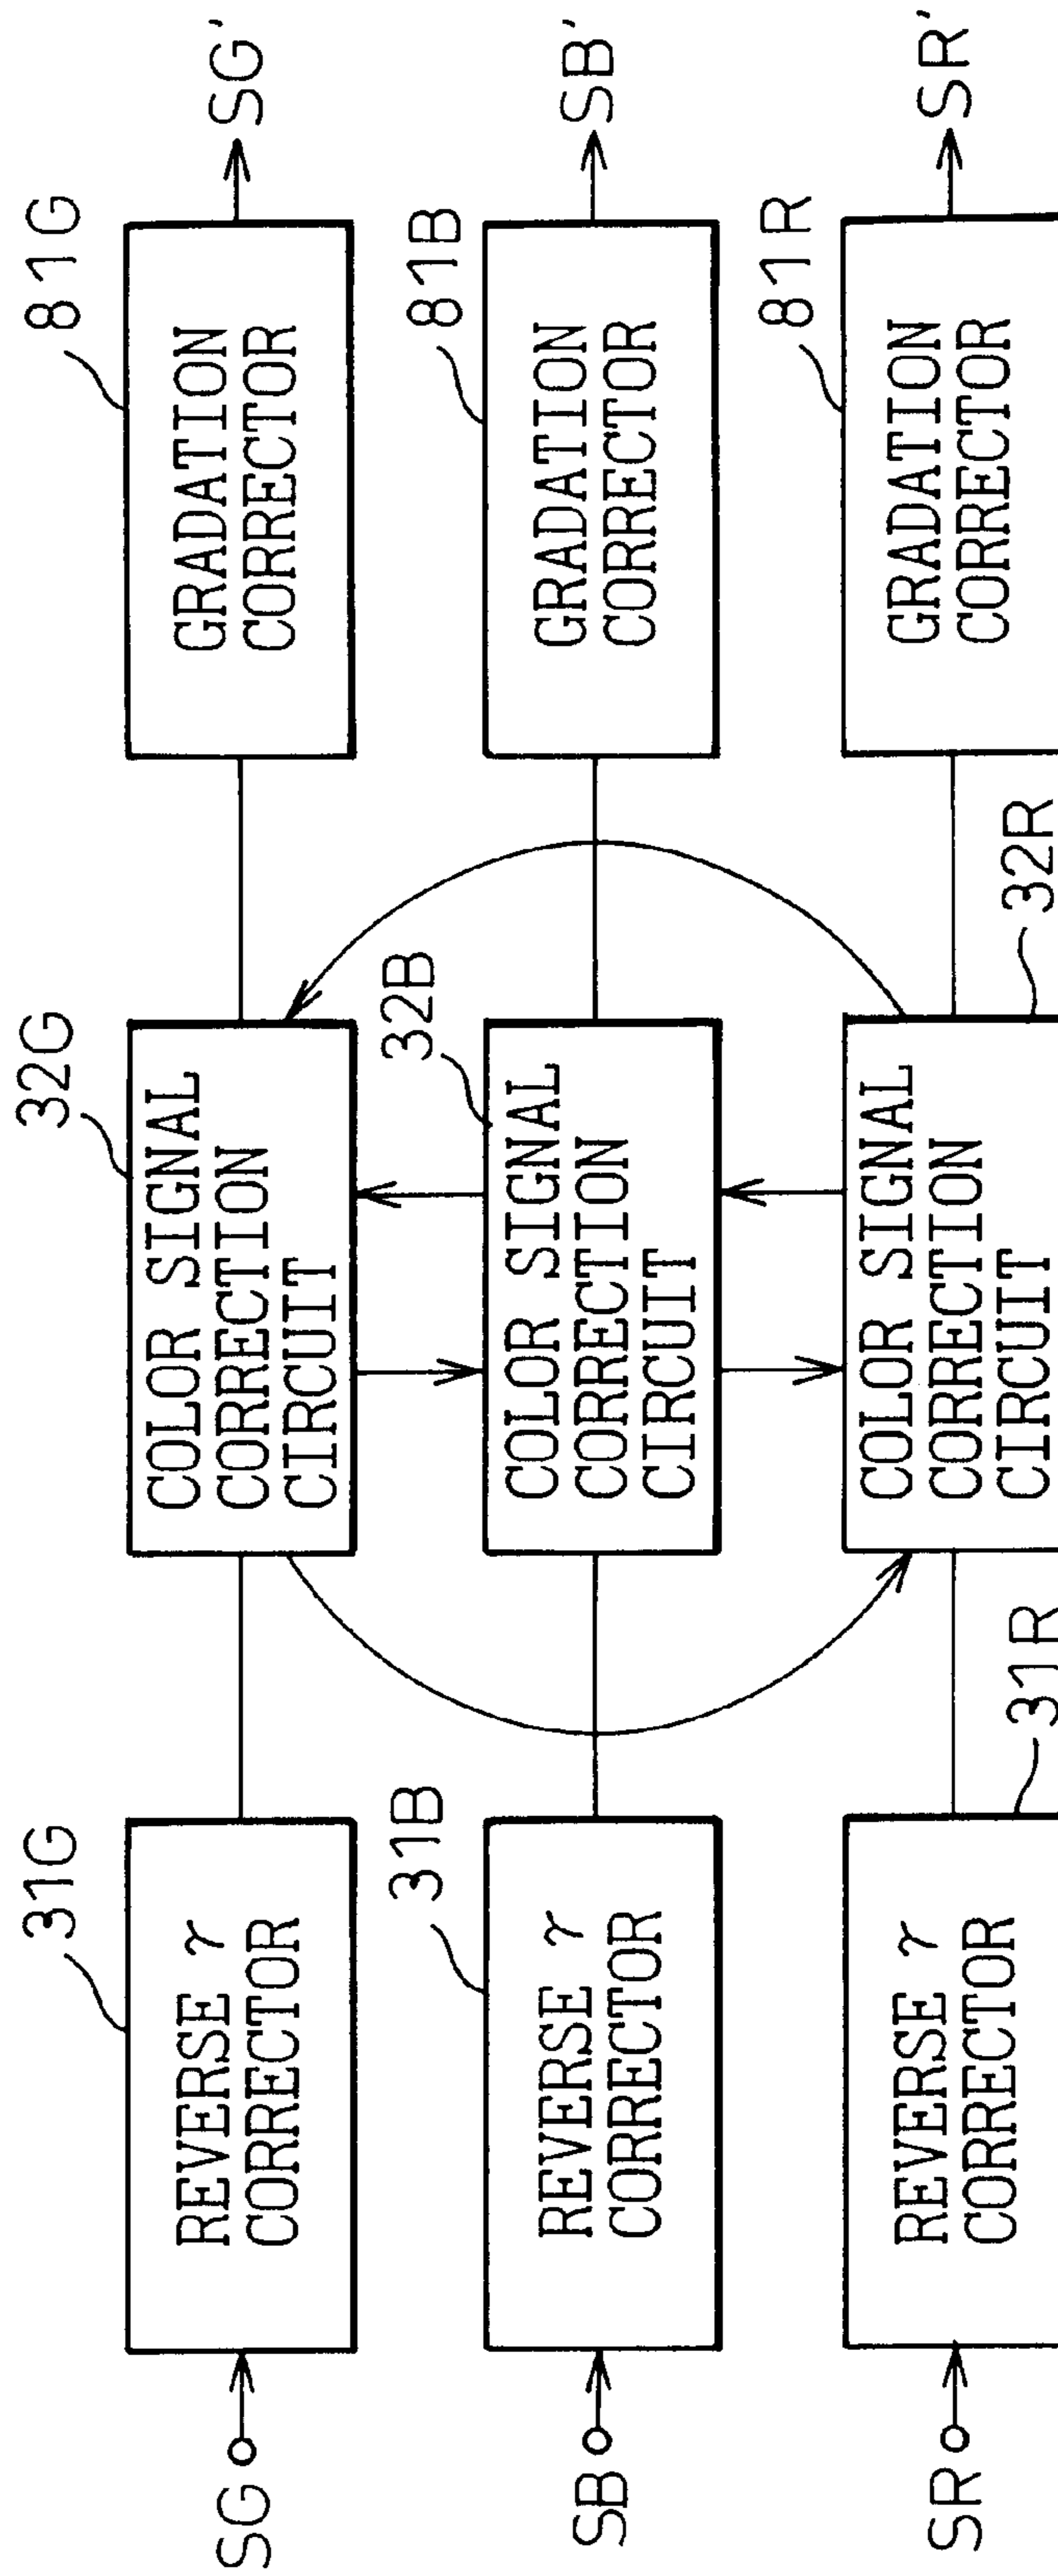 SG
31G
REVERSE γ
CORRECTOR
32G
COLOR SIGNAL
CORRECTION
CIRCUIT
81G
GRADATION
CORRECTOR
SG'
SB
31B
REVERSE γ
CORRECTOR
32B
COLOR SIGNAL
CORRECTION
CIRCUIT
81B
GRADATION
CORRECTOR
SB'
SR
31R
REVERSE γ
CORRECTOR
32R
COLOR SIGNAL
CORRECTION
CIRCUIT
81R
GRADATION
CORRECTOR
SR'